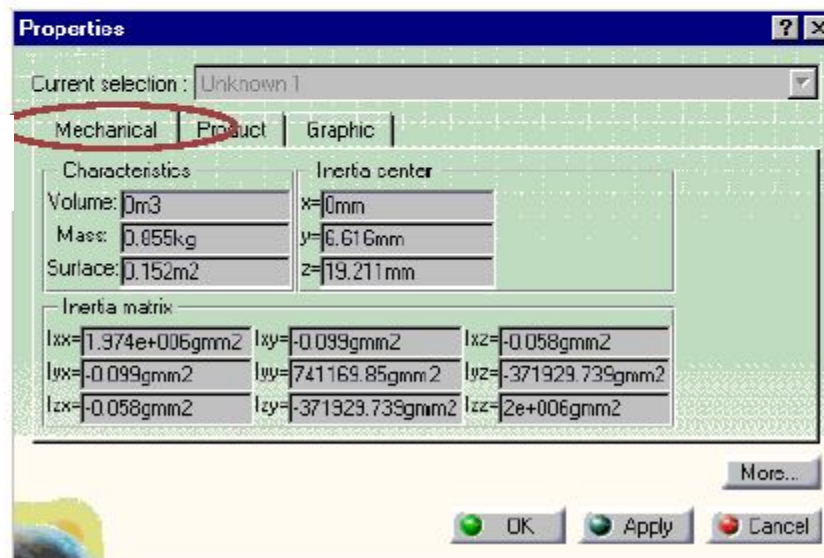 Properties
Current selection : Unknown 1
Mechanical Product Graphic
Characteristics Inertia center
Volume: 0m3 x= 0mm
Mass: 0.855kg y= 6.616mm
Surface: 0.152m2 z= 19.211mm
Inertia matrix
Ixx= 1.974e+006gmm2 Ixy= -0.099gmm2 Ixz= -0.058gmm2
Iyx= -0.099gmm2 Iyy= 741169.85gmm2 Iyz= -371929.739gmm2
Izx= -0.058gmm2 Izy= -371929.739gmm2 Izz= 2e+006gmm2
More...
OK Apply Cancel